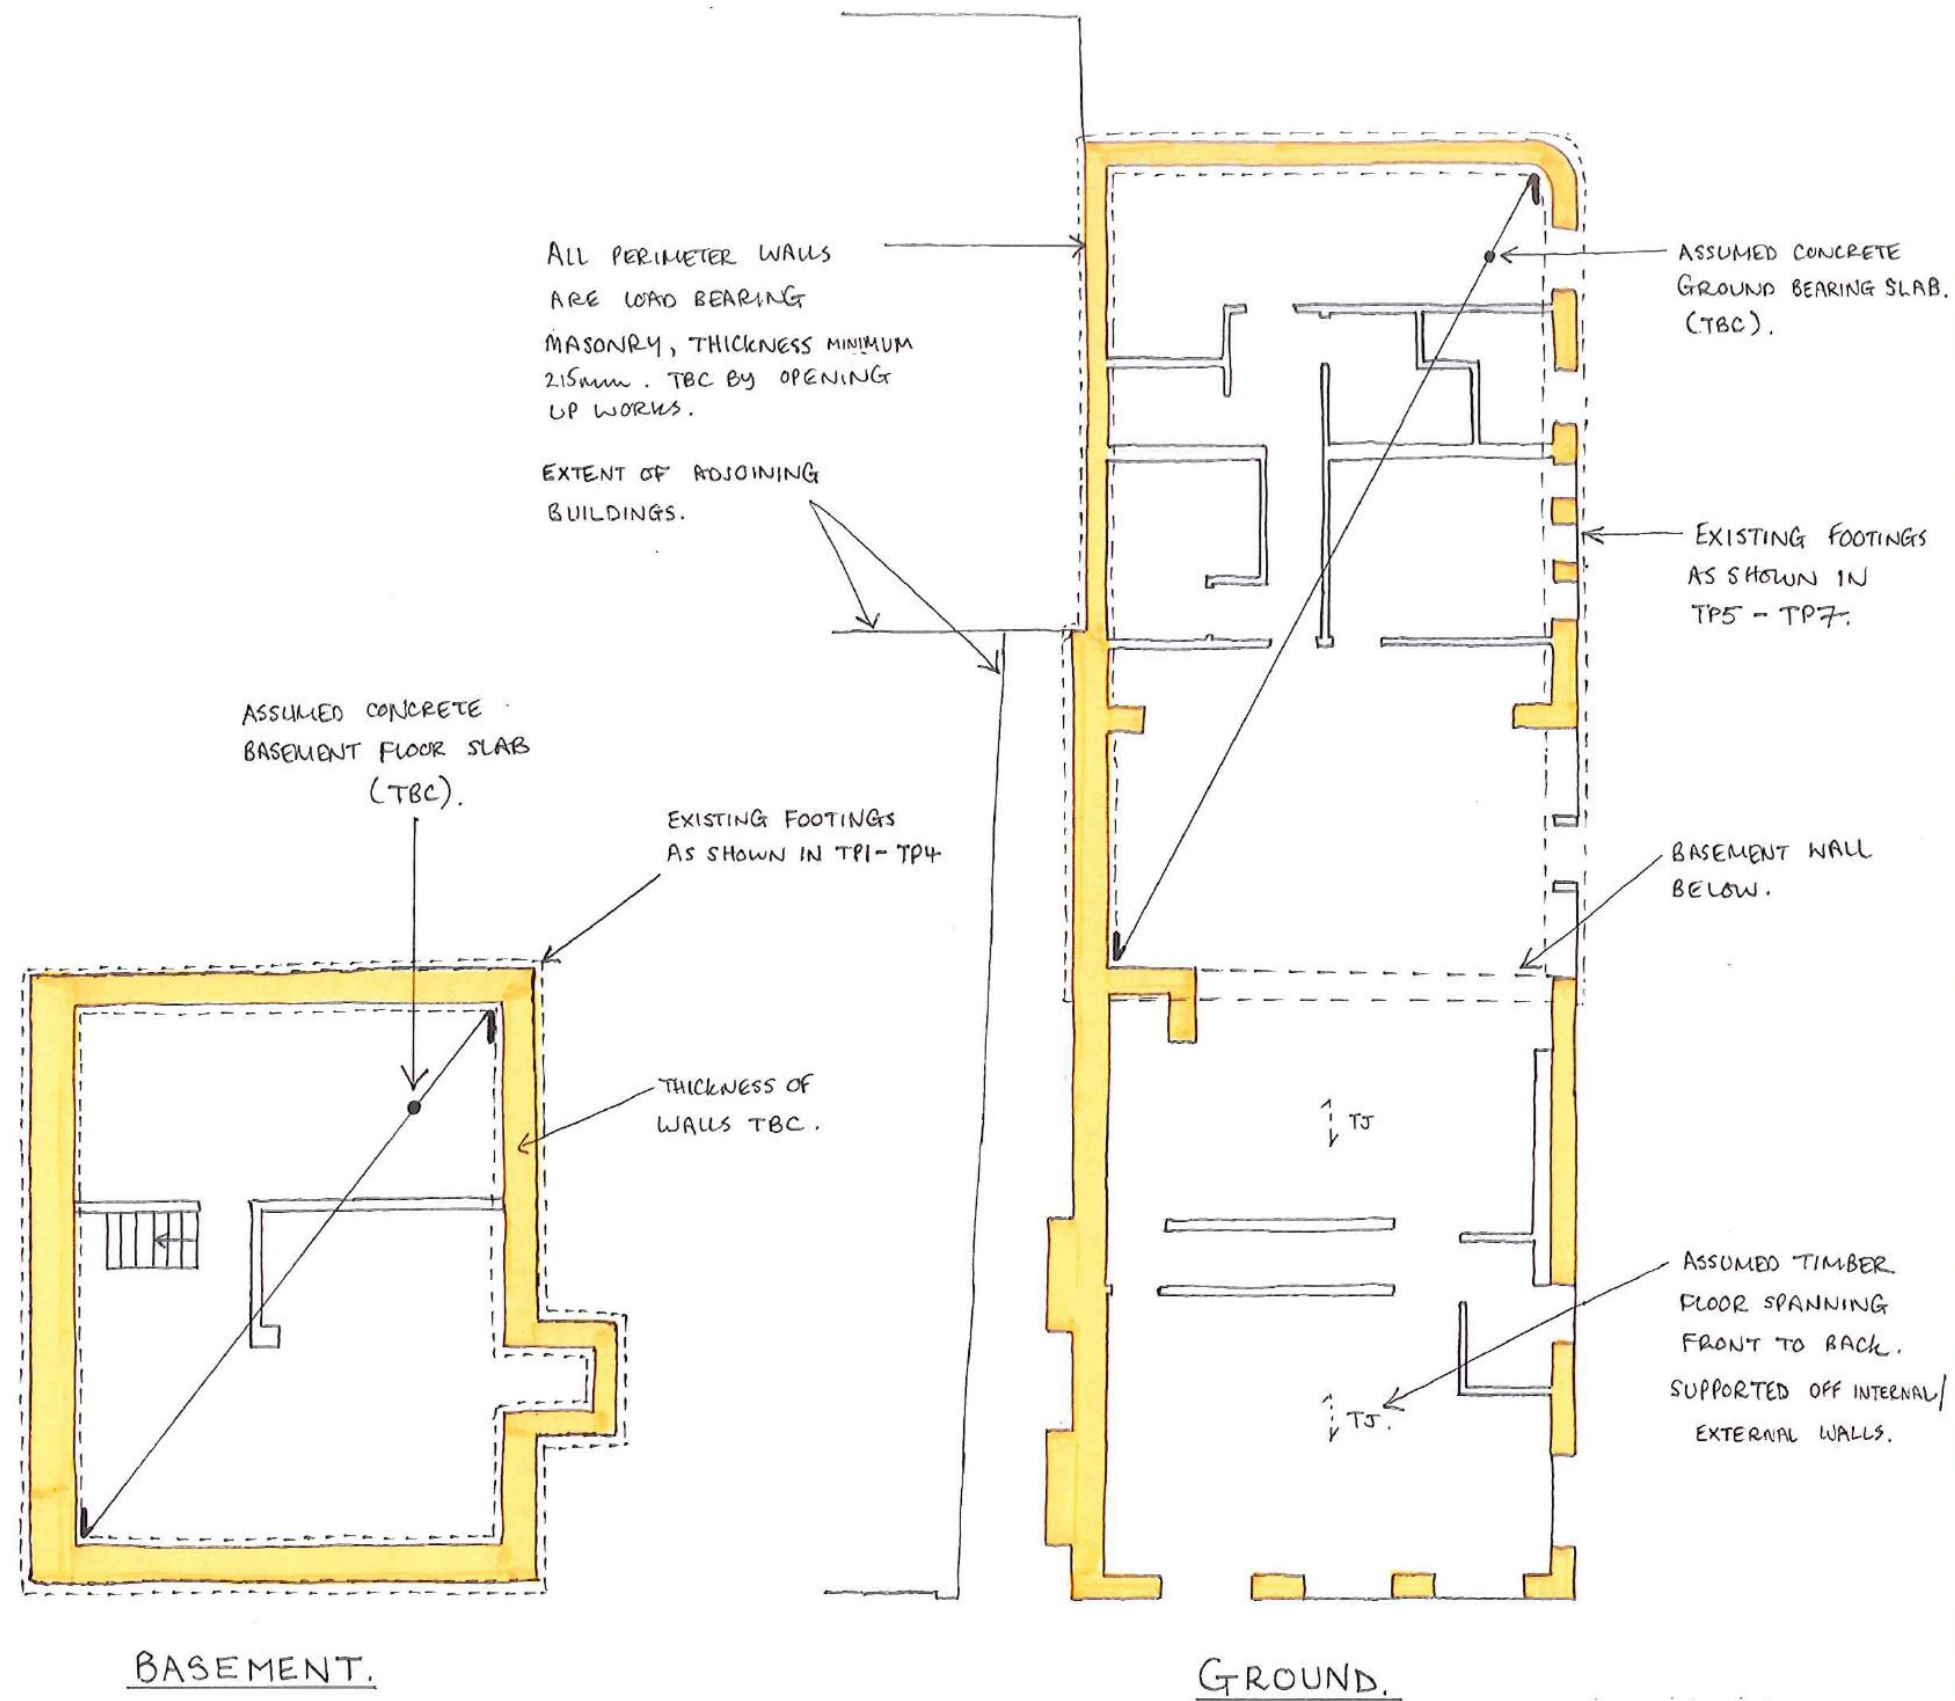 ALL PERIMETER WALLS
ARE LOAD BEARING
MASONRY, THICKNESS MINIMUM
215mm. TBC BY OPENING
UP WORKS.
EXTENT OF ADJOINING
BUILDINGS.
ASSUMED CONCRETE
GROUND BEARING SLAB.
(TBC).
EXISTING FOOTINGS
AS SHOWN IN
TP5 - TP7.
ASSUMED CONCRETE
BASEMENT FLOOR SLAB
(TBC).
EXISTING FOOTINGS
AS SHOWN IN TP1-TP4
BASEMENT WALL
BELOW.
THICKNESS OF
WALLS TBC.
TJ
ASSUMED TIMBER
FLOOR SPANNING
FRONT TO BACK.
SUPPORTED OFF INTERNAL/
EXTERNAL WALLS.
TJ.
BASEMENT.
GROUND.